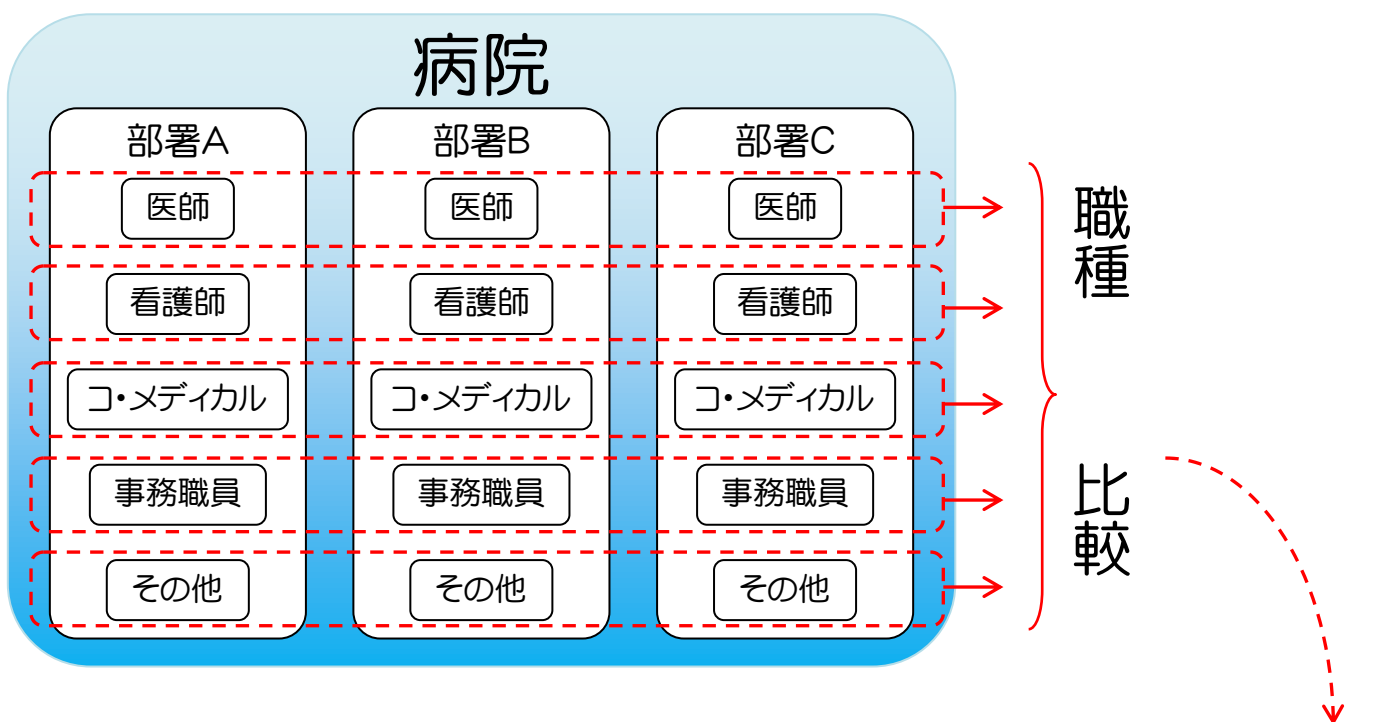 病院
部署A
部署B
部署C
医師
医師
医師
看護師
看護師
看護師
コ・メディカル
コ・メディカル
コ・メディカル
事務職員
事務職員
事務職員
その他
その他
その他
職種
比較